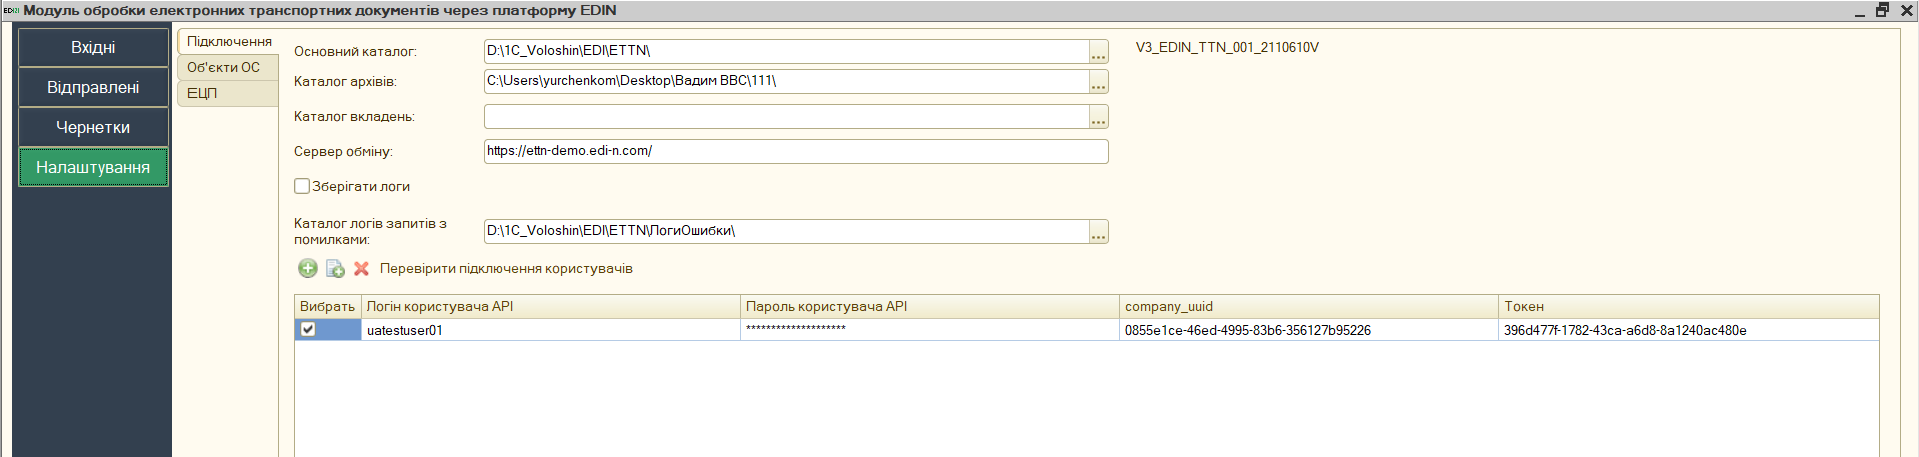 EDIN Модуль обробки електронних транспортних документів через платформу EDIN
Вхідні
Відправлені
Чернетки
Налаштування
Підключення
Об'єкти ОС
ЕЦП
Основний каталог: D:\1C_Voloshin\EDI\ETTN\ ...
V3_EDIN_TTN_001_2110610V
Каталог архівів: C:\Users\yurchenkom\Desktop\Вадим ВВС\111\ ...
Каталог вкладень: ...
Сервер обміну: https://ettn-demo.edi-n.com/
Зберігати логи
Каталог логів запитів з
помилками: D:\1C_Voloshin\EDI\ETTN\ЛогиОшибки\ ...
Перевірити підключення користувачів
Вибрать Логін користувача API Пароль користувача API company_uuid Токен
uatestuser01 ******************** 0855e1ce-46ed-4995-83b6-356127b95226 396d477f-1782-43ca-a6d8-8a1240ac480e